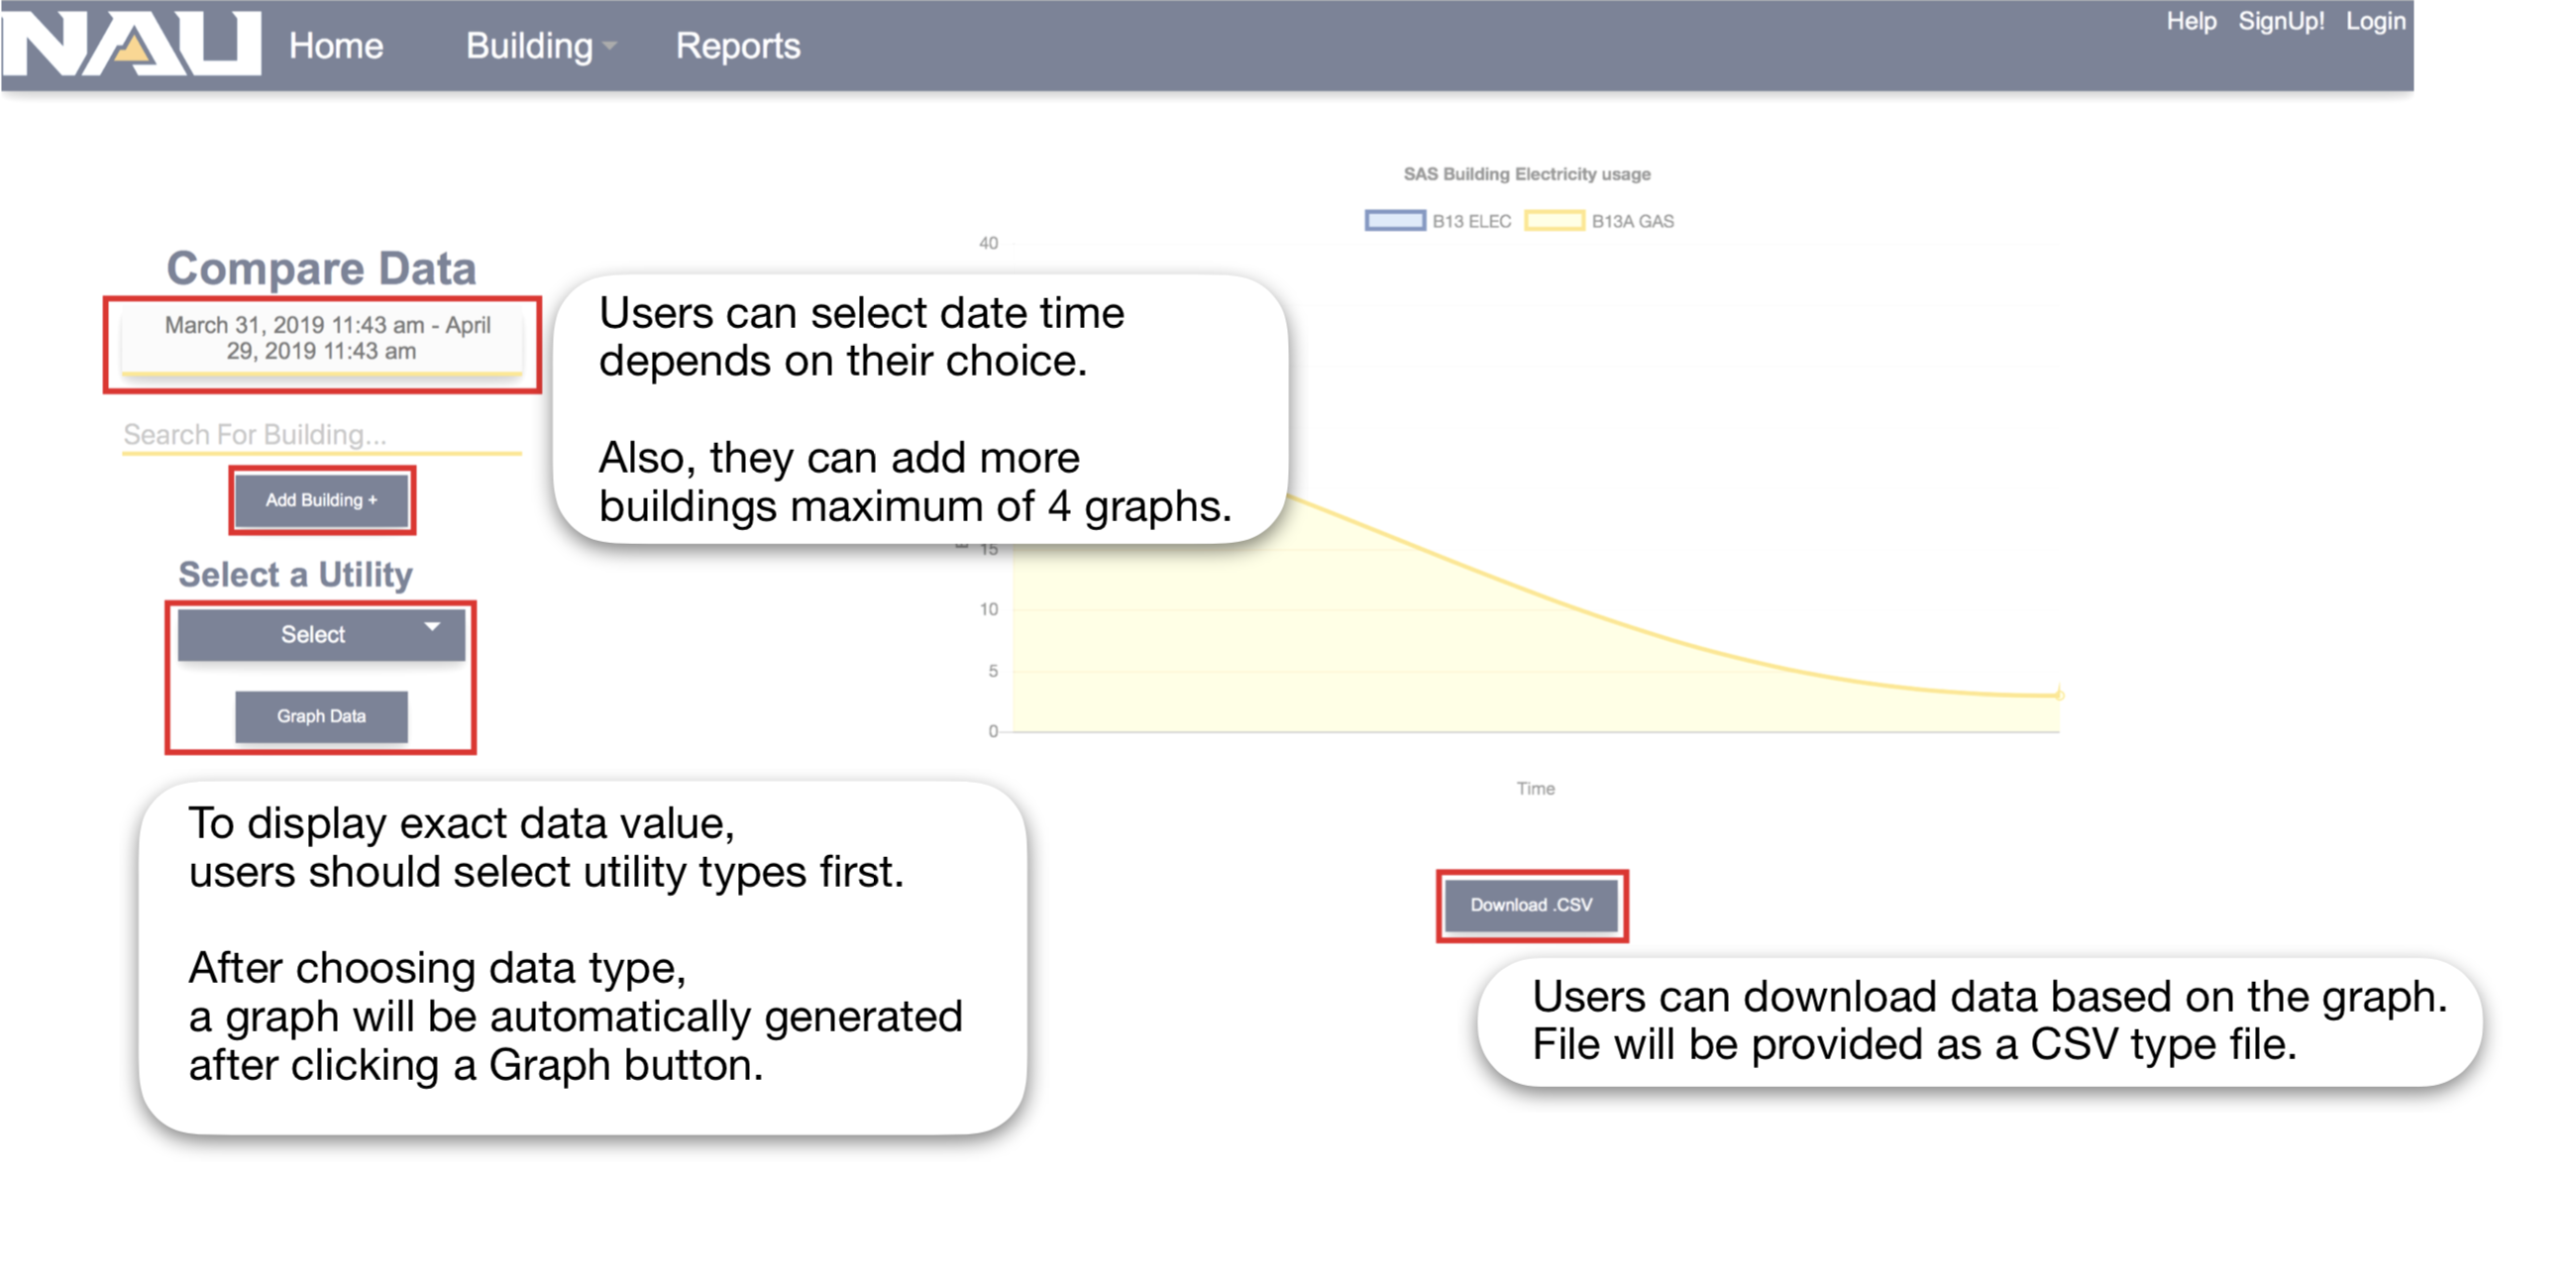 NAU Home Building Reports Help SignUp! Login
SAS Building Electricity usage
B13 ELEC B13A GAS
40
15
10
5
0
Time
Compare Data
March 31, 2019 11:43 am - April
29, 2019 11:43 am
Search For Building...
Add Building +
Select a Utility
Select
Graph Data
Users can select date time
depends on their choice.
Also, they can add more
buildings maximum of 4 graphs.
To display exact data value,
users should select utility types first.
After choosing data type,
a graph will be automatically generated
after clicking a Graph button.
Download .CSV
Users can download data based on the graph.
File will be provided as a CSV type file.